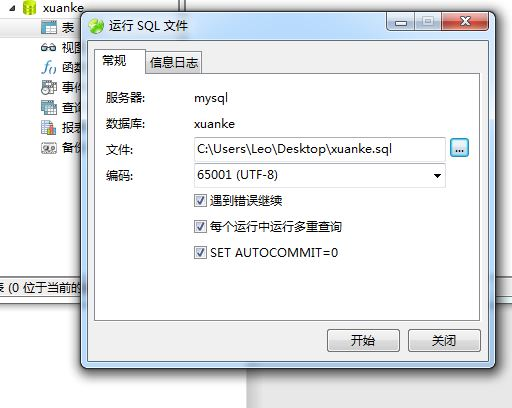 xuanke
运行 SQL 文件
表
常规
信息日志
视图
f()
函数
事件
服务器:
mysql
查询
数据库:
xuanke
报表
文件:
C:\Users\Leo\Desktop\xuanke.sql
...
备份
编码:
65001 (UTF-8)
遇到错误继续
每个运行中运行多重查询
SET AUTOCOMMIT=0
表 (0 位于当前的
开始
关闭